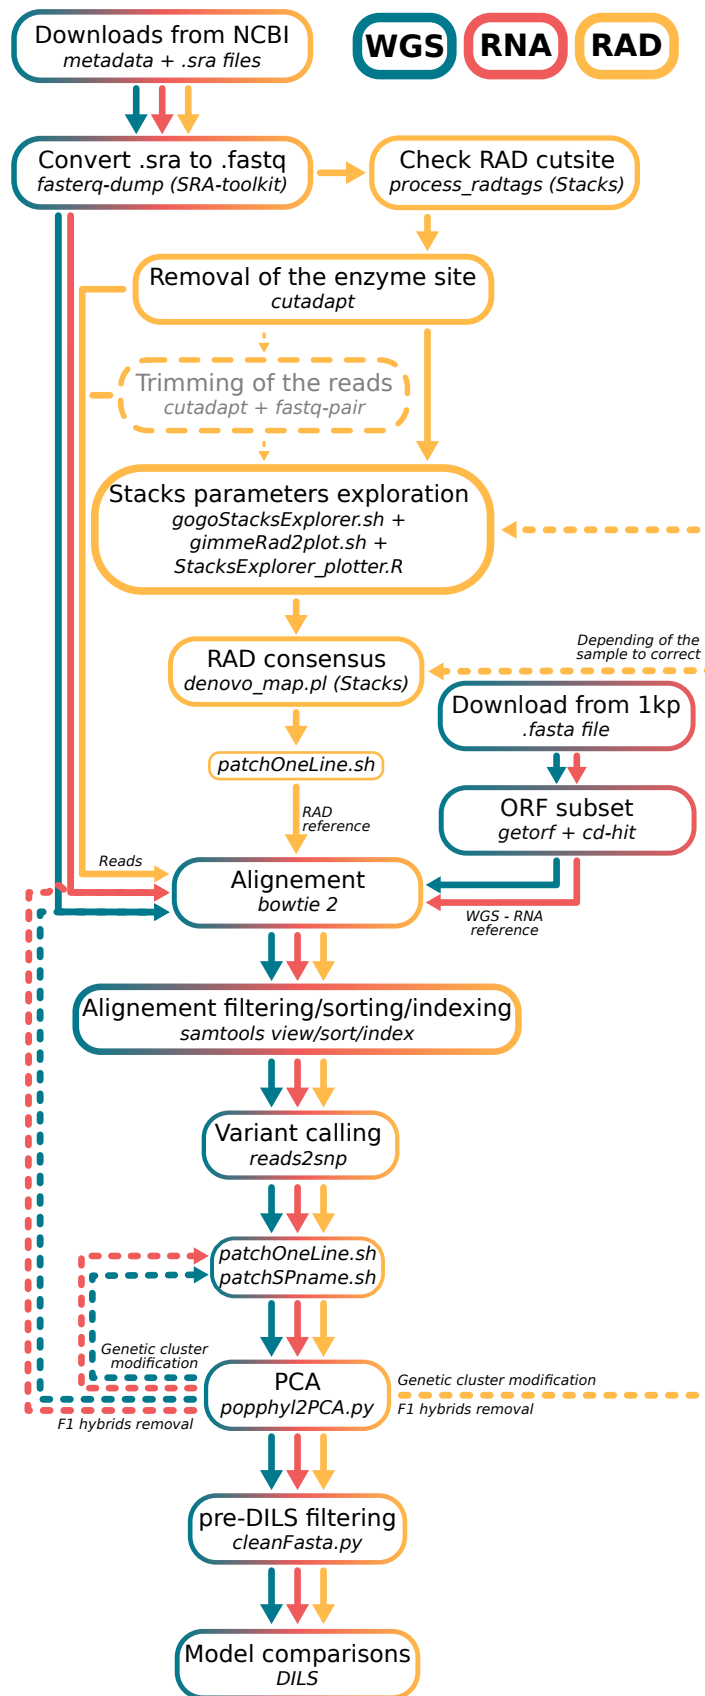 Downloads from NCBI
metadata + .sra files
WGS
RNA
RAD
Convert .sra to .fastq
fasterq-dump (SRA-toolkit)
Check RAD cutsite
process_radtags (Stacks)
Removal of the enzyme site
cutadapt
Trimming of the reads
cutadapt + fastq-pair
Stacks parameters exploration
gogoStacksExplorer.sh +
gimmeRad2plot.sh +
StacksExplorer_plotter.R
Depending of the
sample to correct
RAD consensus
denovo_map.pl (Stacks)
Download from 1kp
.fasta file
patchOneLine.sh
ORF subset
getorf + cd-hit
RAD
reference
Reads
Alignement
bowtie 2
WGS - RNA
reference
Alignement filtering/sorting/indexing
samtools view/sort/index
Variant calling
reads2snp
patchOneLine.sh
patchSPname.sh
Genetic cluster
modification
PCA
popphyl2PCA.py
F1 hybrids removal
Genetic cluster modification
F1 hybrids removal
pre-DILS filtering
cleanFasta.py
Model comparisons
DILS